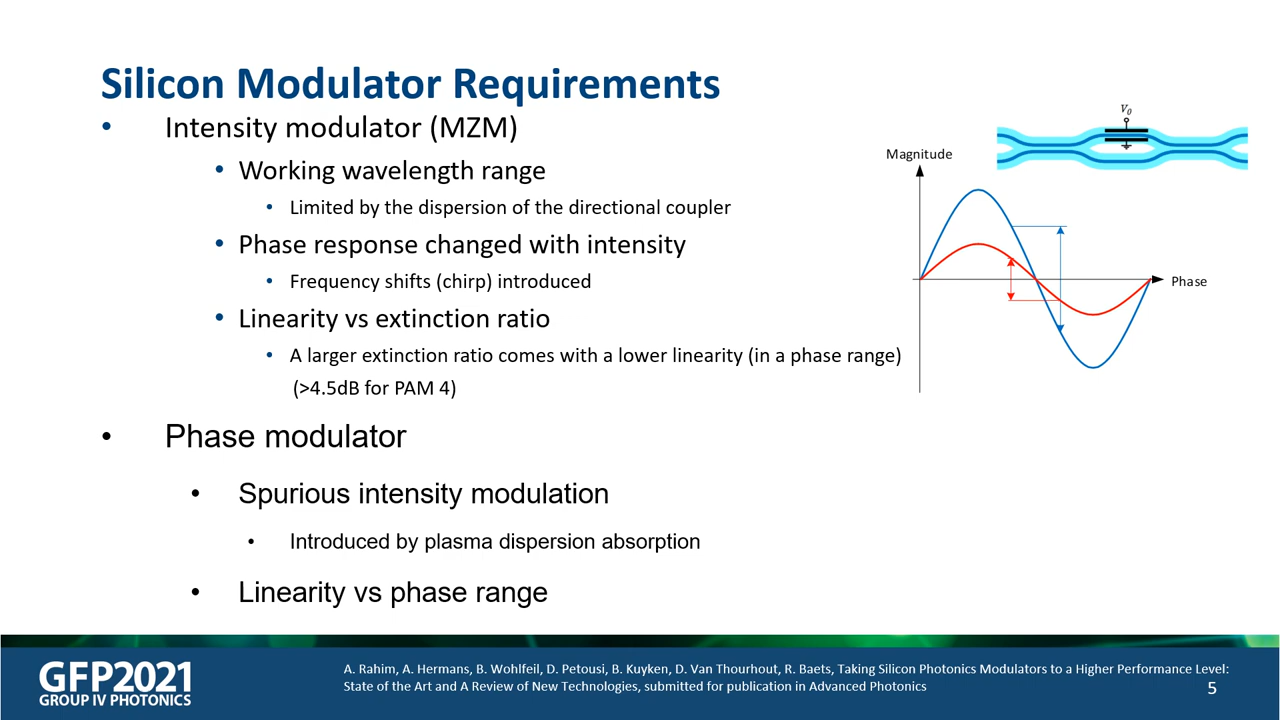 Silicon Modulator Requirements
• Intensity modulator (MZM)
• Working wavelength range
• Limited by the dispersion of the directional coupler
• Phase response changed with intensity
• Frequency shifts (chirp) introduced
• Linearity vs extinction ratio
• A larger extinction ratio comes with a lower linearity (in a phase range)
(>4.5dB for PAM 4)
• Phase modulator
• Spurious intensity modulation
• Introduced by plasma dispersion absorption
• Linearity vs phase range
V0
Magnitude
Phase
GFP2021
GROUP IV PHOTONICS
A. Rahim, A. Hermans, B. Wohlfeil, D. Petousi, B. Kuyken, D. Van Thourhout, R. Baets, Taking Silicon Photonics Modulators to a Higher Performance Level:
State of the Art and A Review of New Technologies, submitted for publication in Advanced Photonics
5